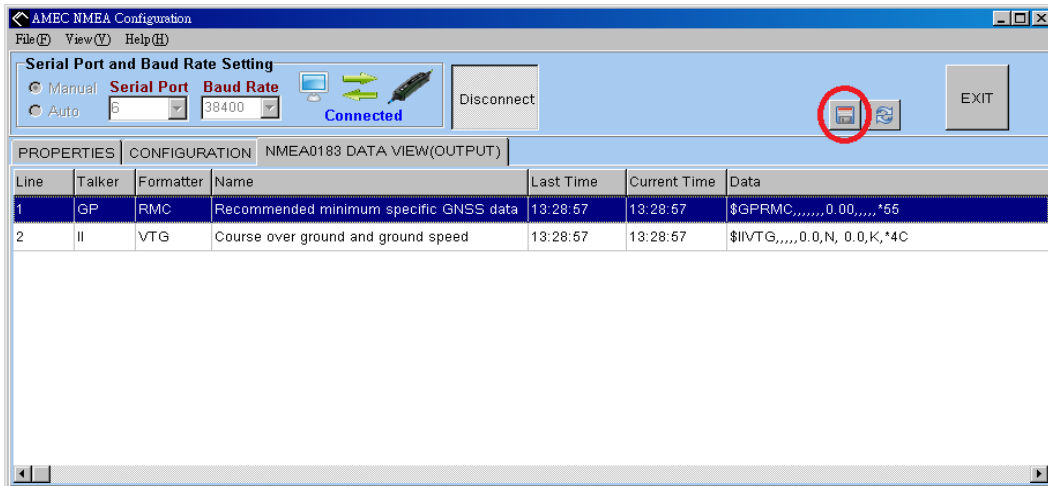 AMEC NMEA Configuration
File(F) View(V) Help(H)
Serial Port and Baud Rate Setting
Manual Serial Port Baud Rate
Auto 6 38400
Connected
Disconnect
EXIT
PROPERTIES CONFIGURATION NMEA0183 DATA VIEW(OUTPUT)
Line Talker Formatter Name Last Time Current Time Data
1 GP RMC Recommended minimum specific GNSS data 13:28:57 13:28:57 $GPRMC,,,,,,,0.00,,,,,*55
2 II VTG Course over ground and ground speed 13:28:57 13:28:57 $IIVTG,,,,,0.0,N, 0.0,K,*4C